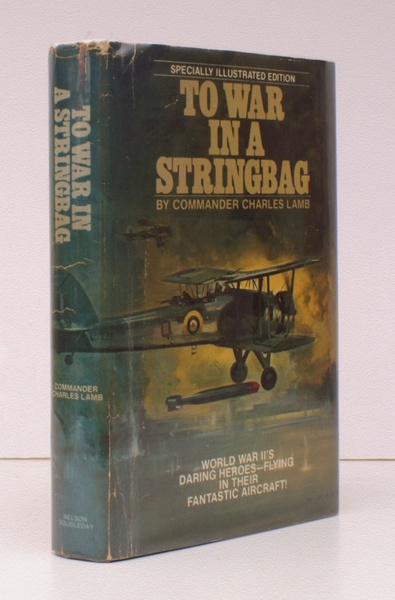 SPECIALLY ILLUSTRATED EDITION
TO WAR
IN A
STRINGBAG
BY COMMANDER CHARLES LAMB
WORLD WAR II'S
DARING HEROES—FLYING
IN THEIR
FANTASTIC AIRCRAFT!
TO WAR IN
A STRINGBAG
COMMANDER
CHARLES LAMB
NELSON
DOUBLEDAY